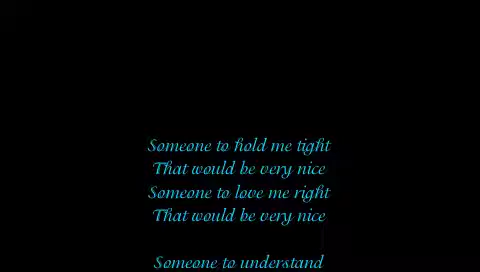 Someone to hold me tight
That would be very nice
Someone to love me right
That would be very nice
Someone to understand